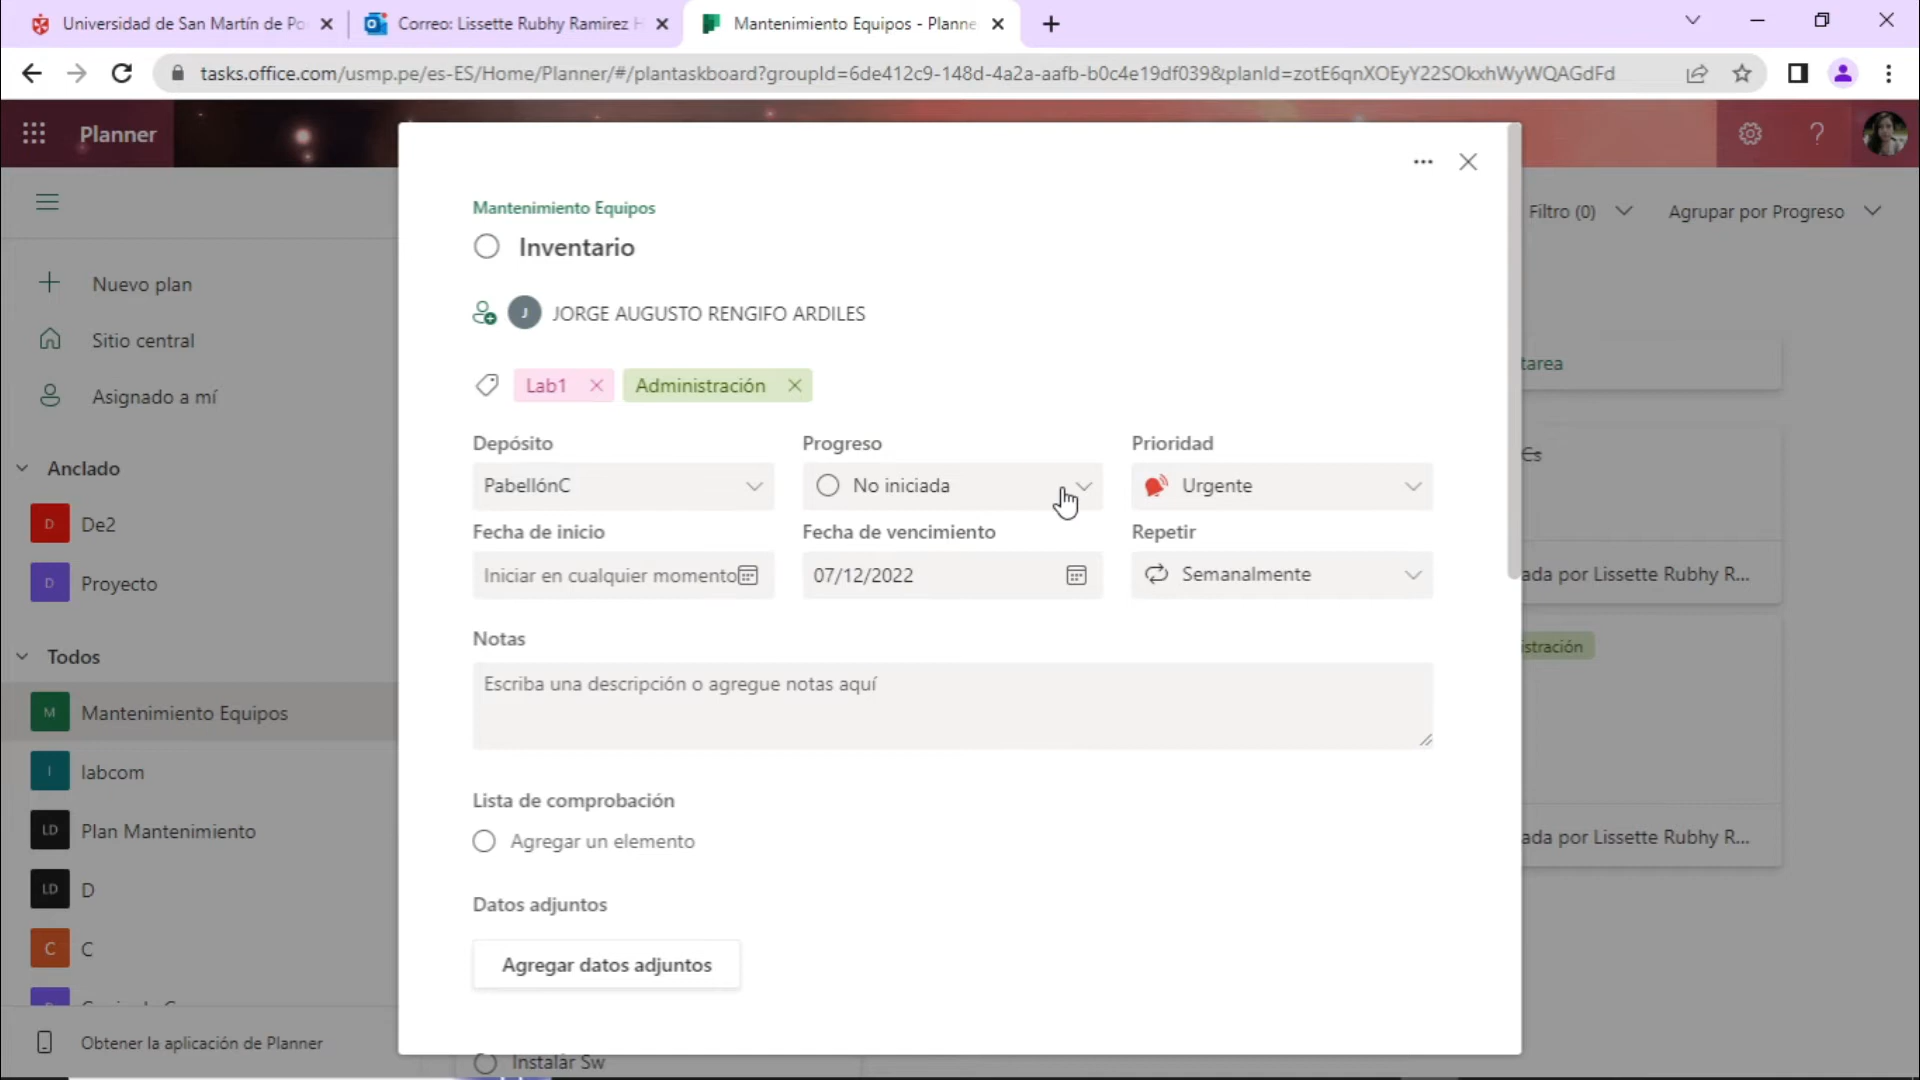 Universidad de San Martín de Po
Correo: Lissette Rubhy Ramirez H
Mantenimiento Equipos - Planne
tasks.office.com/usmp.pe/es-ES/Home/Planner/#/plantaskboard?groupId=6de412c9-148d-4a2a-aafb-b0c4e19df039&planId=zotE6qnXOEyY22SOkxhWyWQAGdFd
Planner
Filtro (0)
Agrupar por Progreso
Nuevo plan
Sitio central
Asignado a mí
Anclado
D De2
D Proyecto
Todos
M Mantenimiento Equipos
l labcom
LD Plan Mantenimiento
LD D
C C
Obtener la aplicación de Planner
Mantenimiento Equipos
Inventario
J JORGE AUGUSTO RENGIFO ARDILES
Lab1
Administración
Depósito
Progreso
Prioridad
PabellónC
No iniciada
Urgente
Fecha de inicio
Fecha de vencimiento
Repetir
Iniciar en cualquier momento
07/12/2022
Semanalmente
Notas
Escriba una descripción o agregue notas aquí
Lista de comprobación
Agregar un elemento
Datos adjuntos
Agregar datos adjuntos
Instalar Sw
tarea
Cs
ada por Lissette Rubhy R...
istración
ada por Lissette Rubhy R...